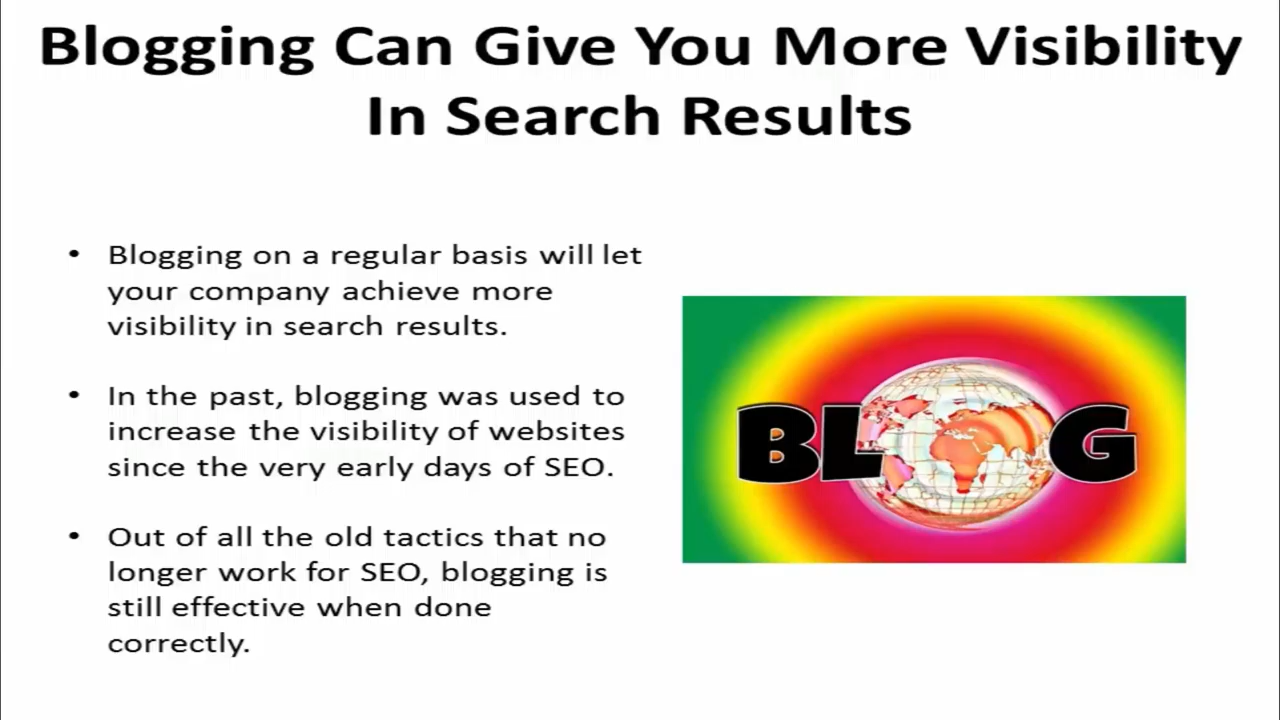 Blogging Can Give You More Visibility
In Search Results
• Blogging on a regular basis will let
your company achieve more
visibility in search results.
• In the past, blogging was used to
increase the visibility of websites
since the very early days of SEO.
• Out of all the old tactics that no
longer work for SEO, blogging is
still effective when done
correctly.
BLOG